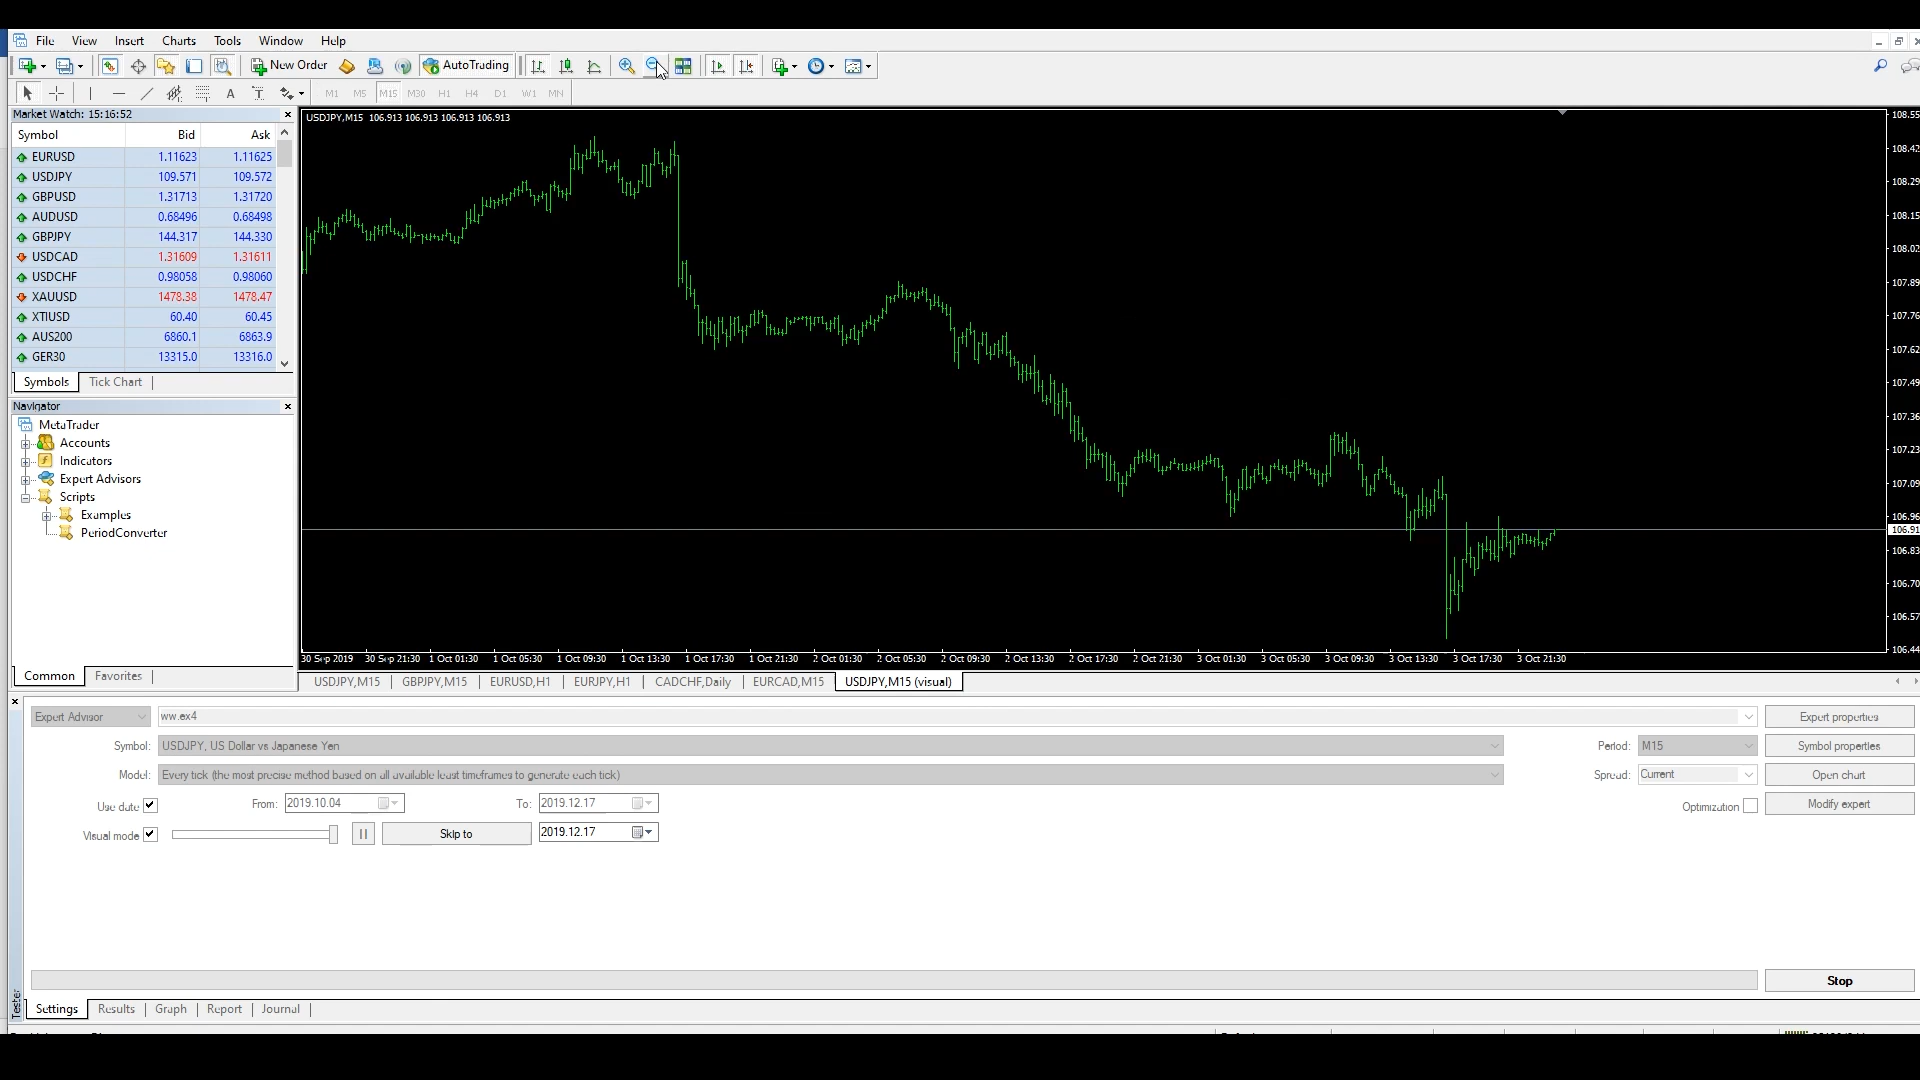 File View Insert Charts Tools Window Help
New Order AutoTrading
A T M1 M5 M15 M30 H1 H4 D1 W1 MN
Market Watch: 15:16:52
Symbol Bid Ask
EURUSD 1.11623 1.11625
USDJPY 109.571 109.572
GBPUSD 1.31713 1.31720
AUDUSD 0.68496 0.68498
GBPJPY 144.317 144.330
USDCAD 1.31609 1.31611
USDCHF 0.98058 0.98060
XAUUSD 1478.38 1478.47
XTIUSD 60.40 60.45
AUS200 6860.1 6863.9
GER30 13315.0 13316.0
Symbols Tick Chart
Navigator
MetaTrader
Accounts
Indicators
Expert Advisors
Scripts
Examples
PeriodConverter
Common Favorites
USDJPY,M15 106.913 106.913 106.913 106.913
108.55
108.42
108.29
108.15
108.02
107.89
107.76
107.62
107.49
107.36
107.23
107.09
106.96
106.91
106.83
106.70
106.57
106.44
30 Sep 2019 30 Sep 21:30 1 Oct 01:30 1 Oct 05:30 1 Oct 09:30 1 Oct 13:30 1 Oct 17:30 1 Oct 21:30 2 Oct 01:30 2 Oct 05:30 2 Oct 09:30 2 Oct 13:30 2 Oct 17:30 2 Oct 21:30 3 Oct 01:30 3 Oct 05:30 3 Oct 09:30 3 Oct 13:30 3 Oct 17:30 3 Oct 21:30
USDJPY,M15 GBPJPY,M15 EURUSD,H1 EURJPY,H1 CADCHF,Daily EURCAD,M15 USDJPY,M15 (visual)
Expert Advisor ww.ex4 Expert properties
Symbol: USDJPY, US Dollar vs Japanese Yen Period: M15 Symbol properties
Model: Every tick (the most precise method based on all available least timeframes to generate each tick) Spread: Current Open chart
Use date From: 2019.10.04 To: 2019.12.17 Optimization Modify expert
Visual mode Skip to 2019.12.17
Stop
Tester
Settings Results Graph Report Journal